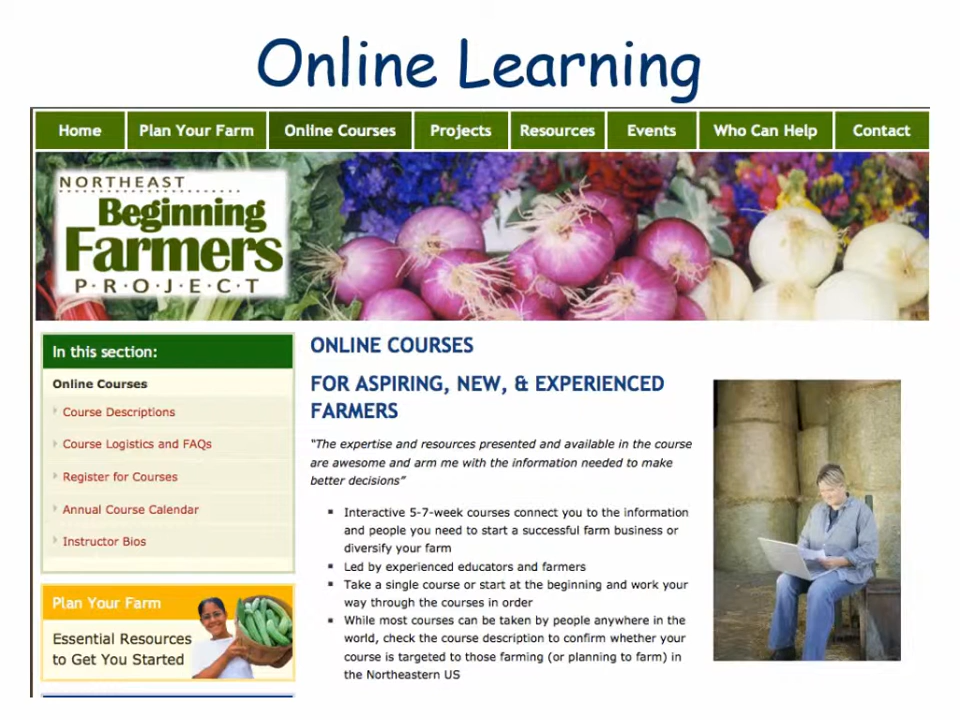 Online Learning
Home Plan Your Farm Online Courses Projects Resources Events Who Can Help Contact
NORTHEAST
Beginning
Farmers
P·R·O·J·E·C·T
In this section:
Online Courses
Course Descriptions
Course Logistics and FAQs
Register for Courses
Annual Course Calendar
Instructor Bios
Plan Your Farm
Essential Resources
to Get You Started
ONLINE COURSES
FOR ASPIRING, NEW, & EXPERIENCED
FARMERS
"The expertise and resources presented and available in the course
are awesome and arm me with the information needed to make
better decisions"
▪ Interactive 5-7-week courses connect you to the information
and people you need to start a successful farm business or
diversify your farm
▪ Led by experienced educators and farmers
▪ Take a single course or start at the beginning and work your
way through the courses in order
▪ While most courses can be taken by people anywhere in the
world, check the course description to confirm whether your
course is targeted to those farming (or planning to farm) in
the Northeastern US